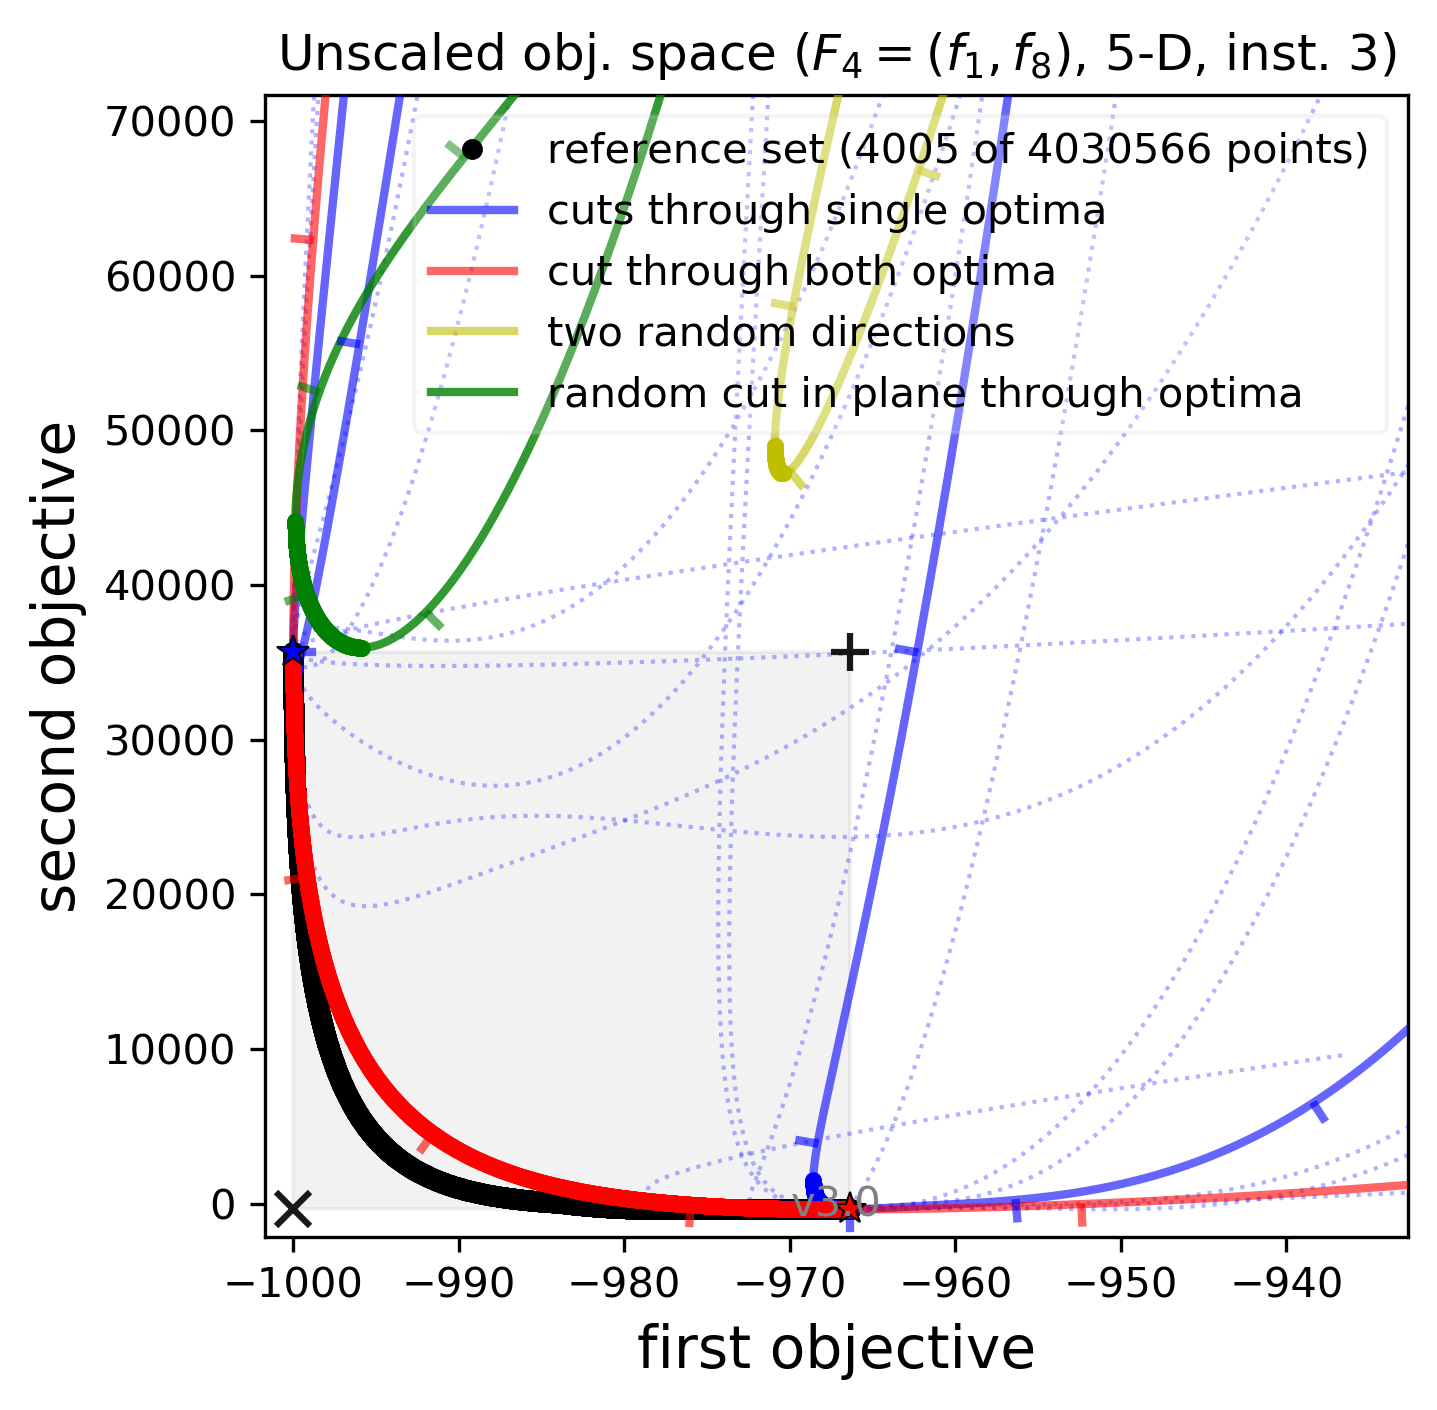 Unscaled obj. space (F₄ = (f₁, f₈), 5-D, inst. 3)
70000
60000
50000
40000
30000
20000
10000
0
second objective
reference set (4005 of 4030566 points)
cuts through single optima
cut through both optima
two random directions
random cut in plane through optima
v3.0
−1000
−990
−980
−970
−960
−950
−940
first objective